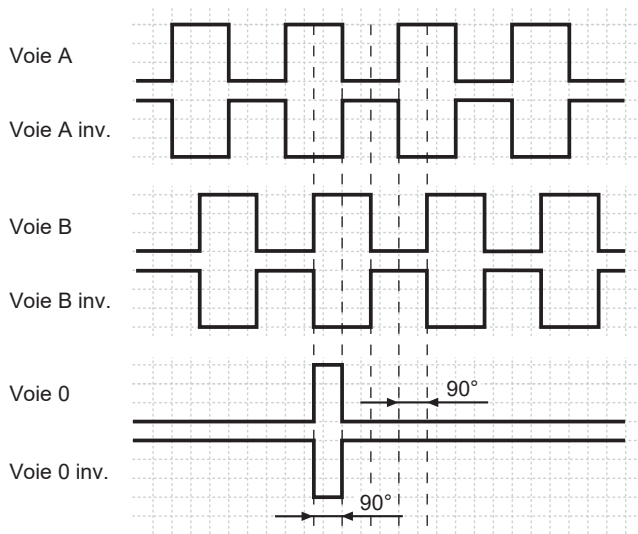 Voie A
Voie A inv.
Voie B
Voie B inv.
Voie 0
90°
Voie 0 inv.
90°